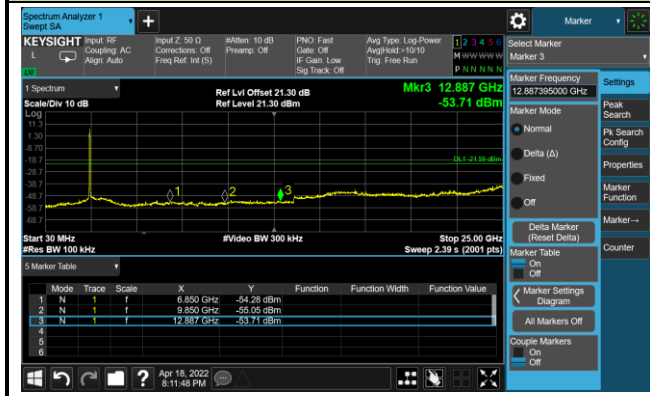 Spectrum Analyzer 1
Swept SA
+
Marker
KEYSIGHT
L
Input: RF
Coupling: AC
Align: Auto
Input Z: 50 Ω
Corrections: Off
Freq Ref: Int (S)
#Atten: 10 dB
Preamp: Off
PNO: Fast
Gate: Off
IF Gain: Low
Sig Track: Off
Avg Type: Log-Power
Avg|Hold:>10/10
Trig: Free Run
1 2 3 4 5 6
M W W W W W
P N N N N N
Select Marker
Marker 3
1 Spectrum
Scale/Div 10 dB
Log
Ref Lvl Offset 21.30 dB
Ref Level 21.30 dBm
Mkr3 12.887 GHz
-53.71 dBm
11.3
1.30
-8.70
-18.7
-28.7
-38.7
-48.7
-58.7
-68.7
DL1 -21.59 dBm
1
2
3
Start 30 MHz
#Res BW 100 kHz
#Video BW 300 kHz
Stop 25.00 GHz
Sweep 2.39 s (2001 pts)
5 Marker Table
Mode Trace Scale X Y Function Function Width Function Value
1 N 1 f 6.850 GHz -54.28 dBm
2 N 1 f 9.850 GHz -55.05 dBm
3 N 1 f 12.887 GHz -53.71 dBm
4
5
6
Apr 18, 2022
8:11:48 PM
Marker Frequency
12.887395000 GHz
Marker Mode
Normal
Delta (Δ)
Fixed
Off
Delta Marker
(Reset Delta)
Marker Table
On
Off
Marker Settings
Diagram
All Markers Off
Couple Markers
On
Off
Settings
Peak
Search
Pk Search
Config
Properties
Marker
Function
Marker→
Counter